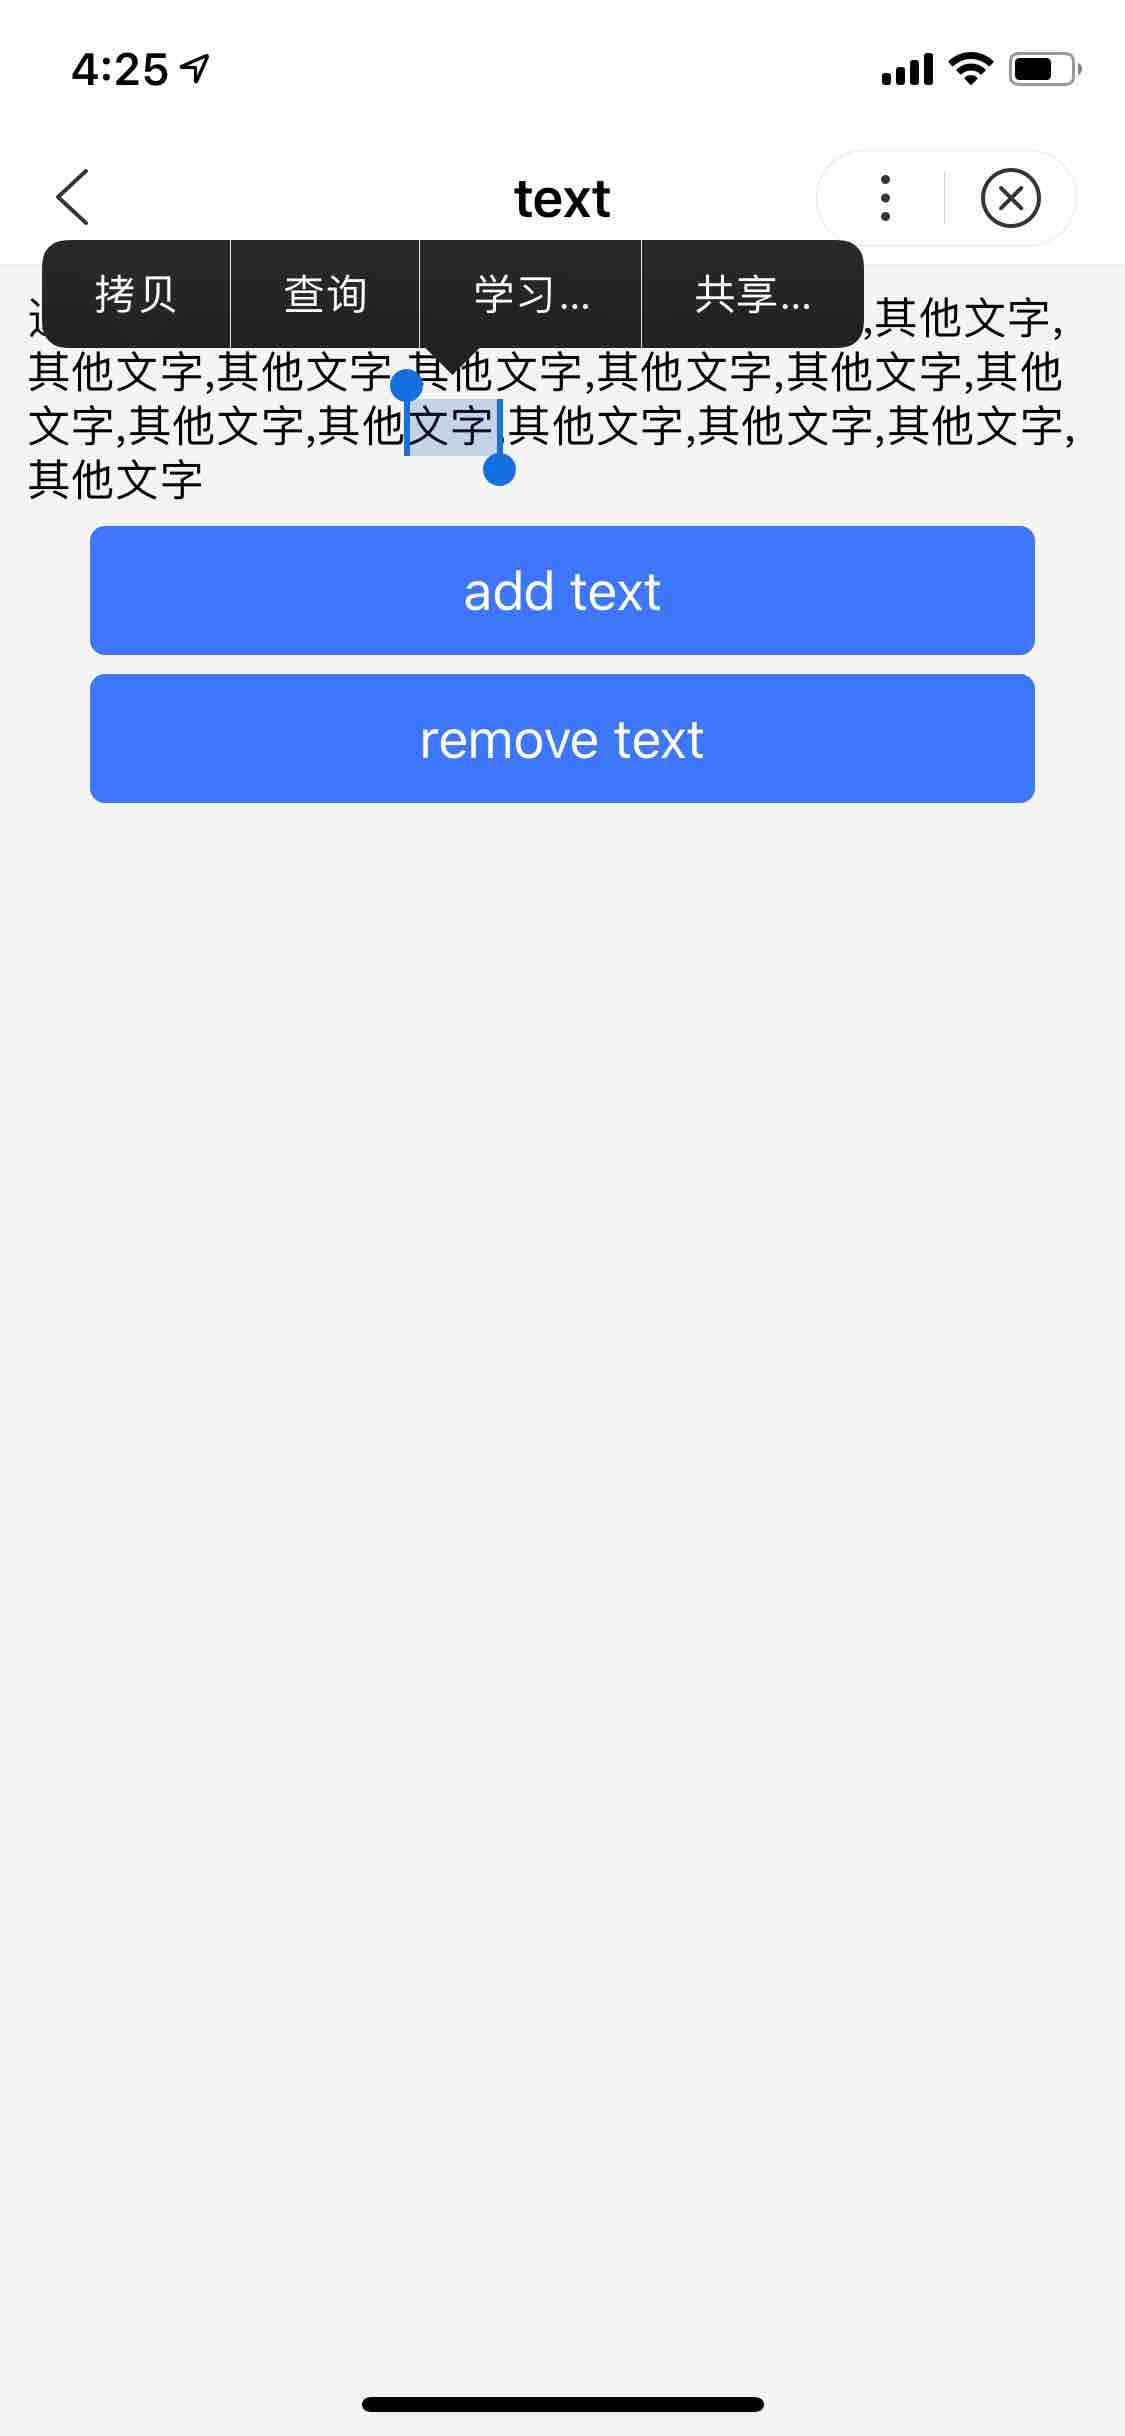 4:25
text
拷贝 查询 学习... 共享...
,其他文字,
其他文字,其他文字,其他文字,其他文字,其他文字,其他
文字,其他文字,其他文字,其他文字,其他文字,其他文字,
其他文字
add text
remove text